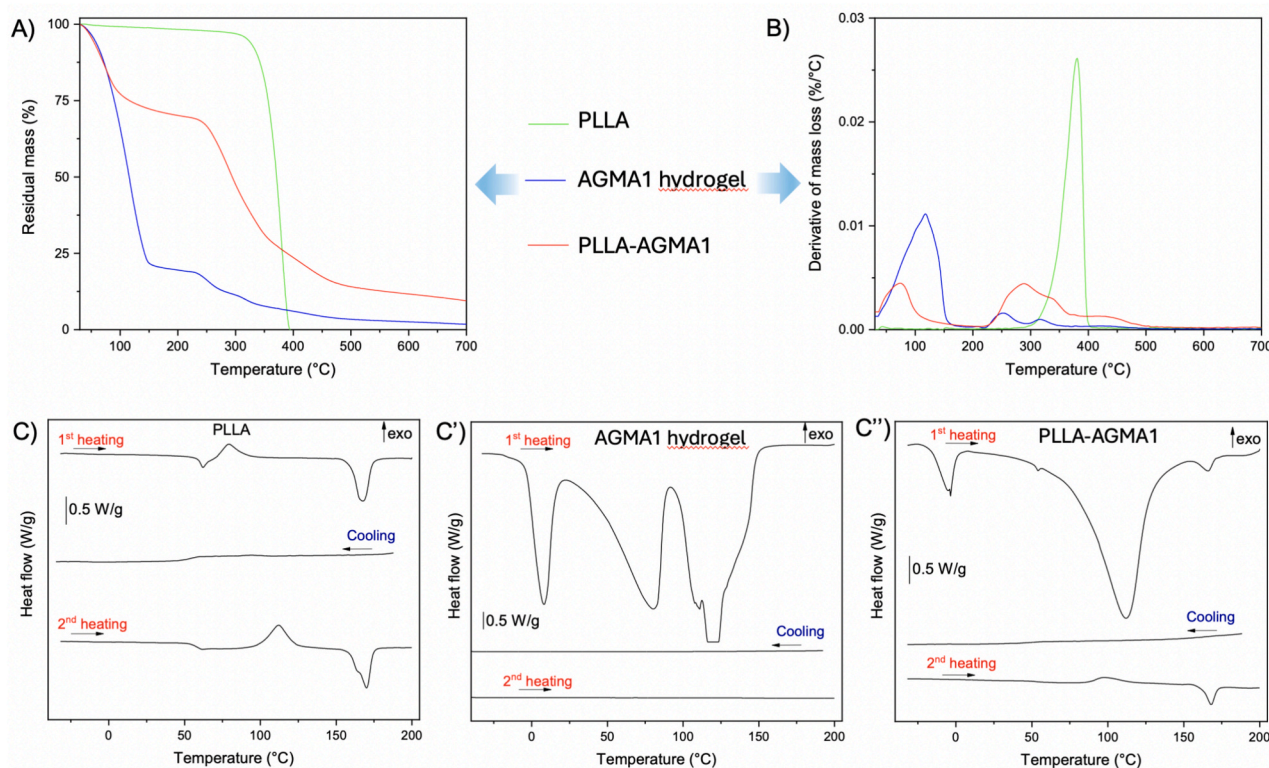 A)
100
75
50
25
0
Residual mass (%)
100 200 300 400 500 600 700
Temperature (°C)
PLLA
AGMA1 hydrogel
PLLA-AGMA1
B)
0.03
0.02
0.01
0.00
Derivative of mass loss (%/°C)
100 200 300 400 500 600 700
Temperature (°C)
C)
PLLA
1st heating
exo
0.5 W/g
Cooling
2nd heating
Heat flow (W/g)
0 50 100 150 200
Temperature (°C)
C')
AGMA1 hydrogel
1st heating
exo
0.5 W/g
Cooling
2nd heating
Heat flow (W/g)
0 50 100 150 200
Temperature (°C)
C'')
PLLA-AGMA1
1st heating
exo
0.5 W/g
Cooling
2nd heating
Heat flow (W/g)
0 50 100 150 200
Temperature (°C)